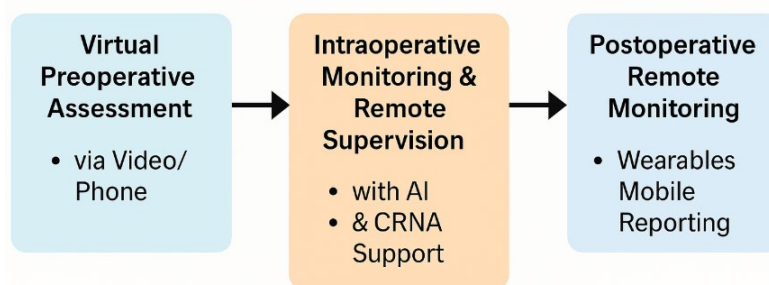 Virtual
Preoperative
Assessment
• via Video/
Phone
Intraoperative
Monitoring &
Remote
Supervision
• with AI
• & CRNA
Support
Postoperative
Remote
Monitoring
• Wearables
Mobile
Reporting